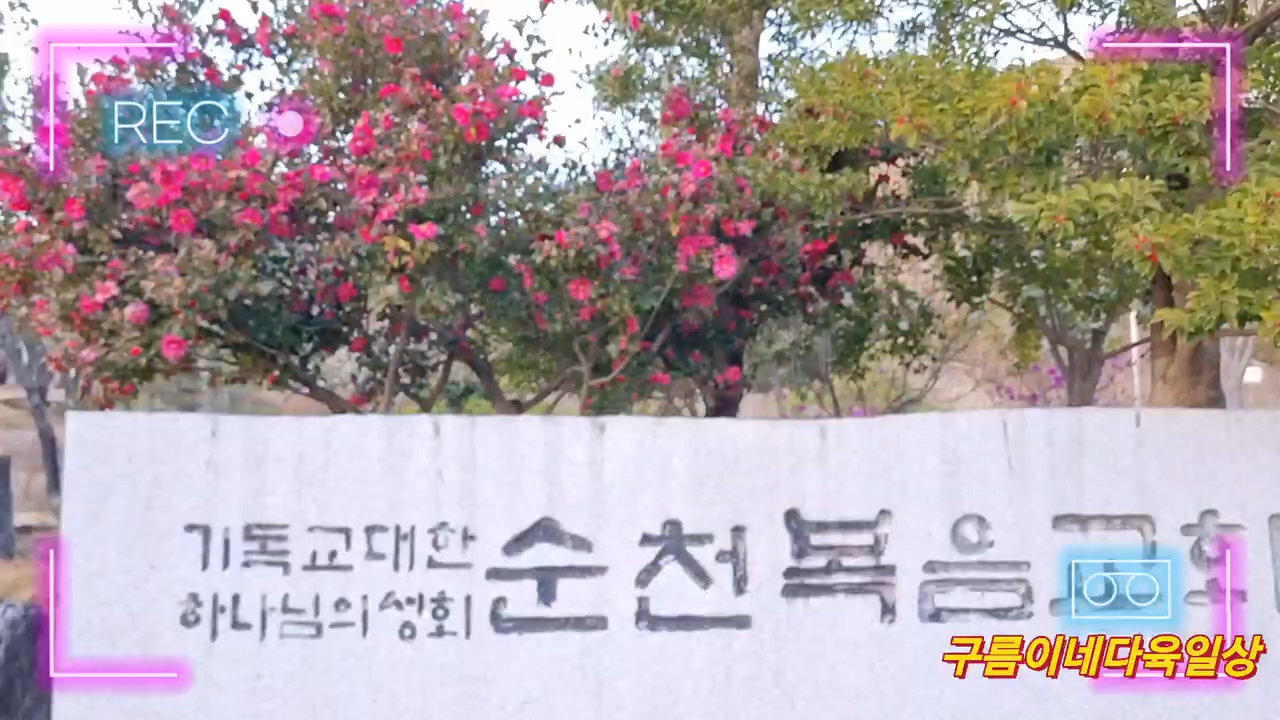 REC
기독교대한
하나님의성회
순천복음교회
구름이네다육일상